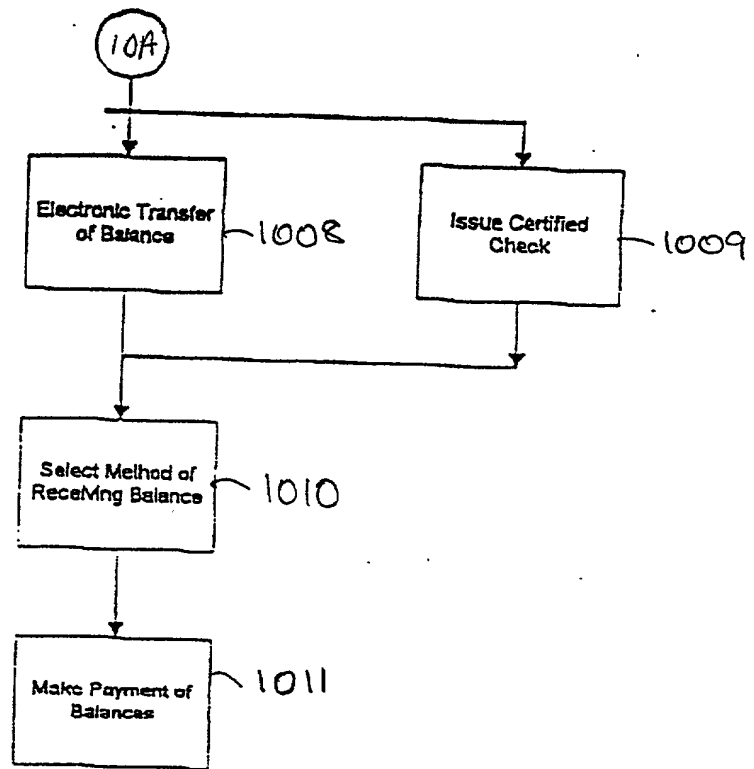 10A
Electronic Transfer
of Balance
1008
Issue Certified
Check
1009
Select Method of
Receiving Balance
1010
Make Payment of
Balances
1011